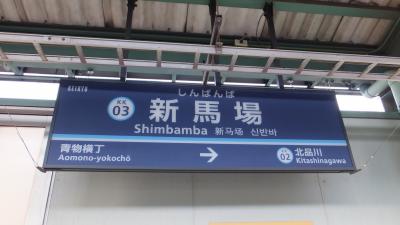 KEIKYU
しんばんば
KK
03
新馬場
Shimbamba 新马场 신반바
青物横丁
Aomono-yokochō
→
KK
02
北品川
Kitashinagawa